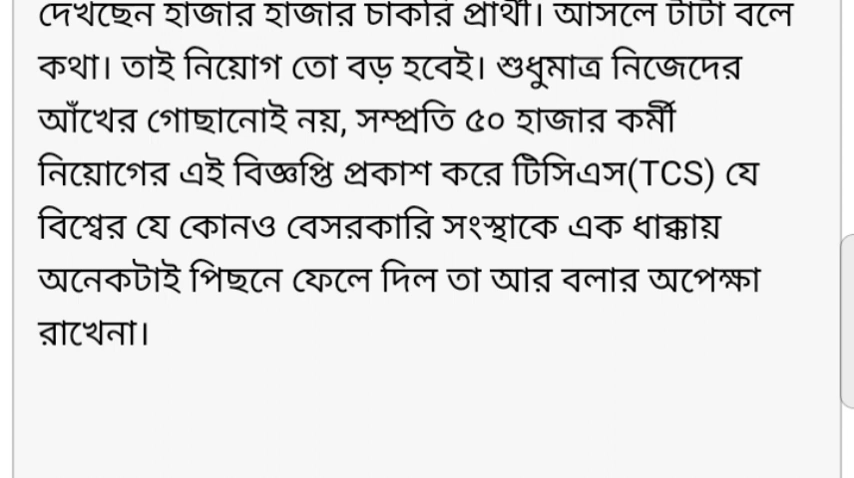 দেখছেন হাজার হাজার চাকরি প্রার্থী। আসলে টাটা বলে
কথা। তাই নিয়োগ তো বড় হবেই। শুধুমাত্র নিজেদের
আঁখের গোছানোই নয়, সম্প্রতি ৫০ হাজার কর্মী
নিয়োগের এই বিজ্ঞপ্তি প্রকাশ করে টিসিএস(TCS) যে
বিশ্বের যে কোনও বেসরকারি সংস্থাকে এক ধাক্কায়
অনেকটাই পিছনে ফেলে দিল তা আর বলার অপেক্ষা
রাখেনা।